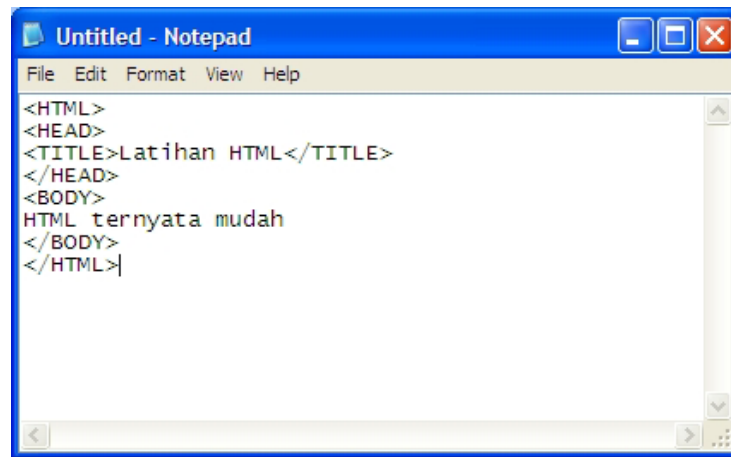 Untitled - Notepad
File Edit Format View Help
<HTML>
<HEAD>
<TITLE>Latihan HTML</TITLE>
</HEAD>
<BODY>
HTML ternyata mudah
</BODY>
</HTML>